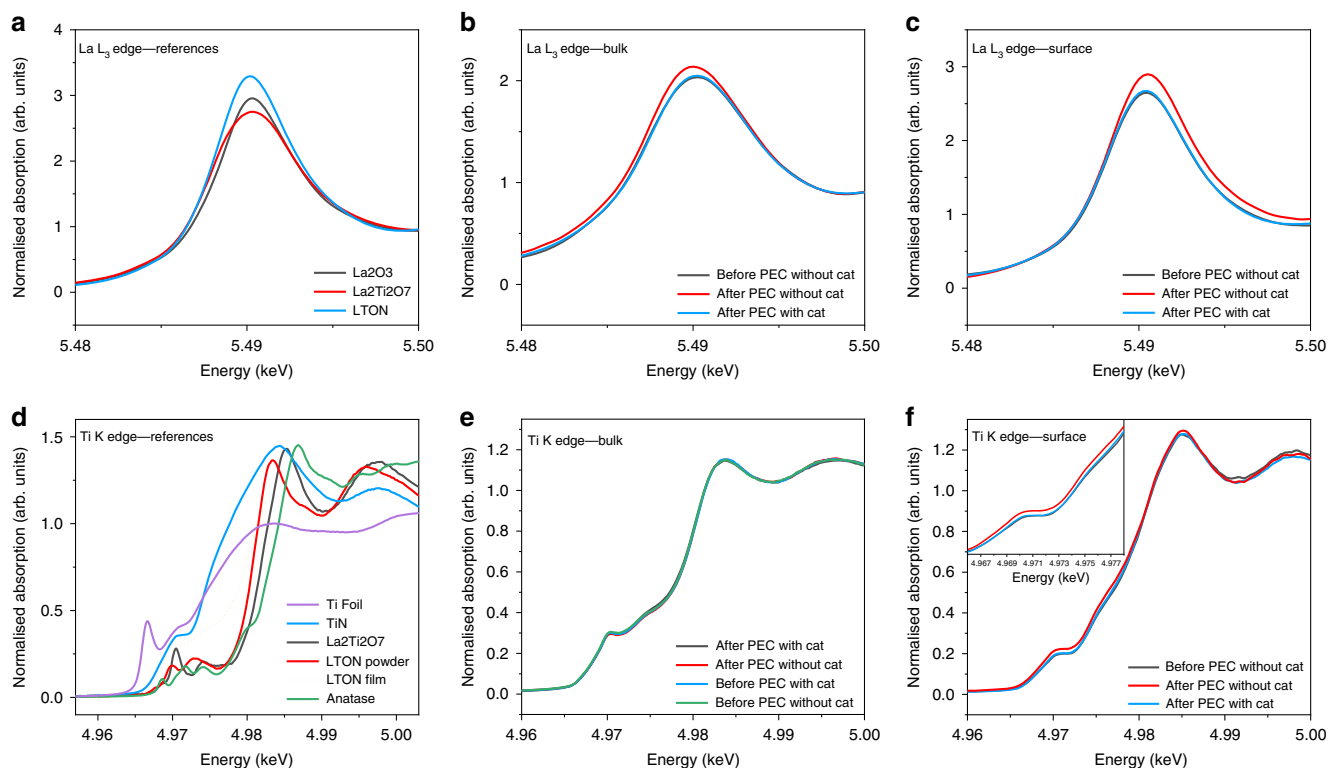 a
La L3 edge—references
Normalised absorption (arb. units)
4
3
2
1
0
La2O3
La2Ti2O7
LTON
5.48
5.49
5.50
Energy (keV)
b
La L3 edge—bulk
Normalised absorption (arb. units)
2
1
0
Before PEC without cat
After PEC without cat
After PEC with cat
5.48
5.49
5.50
Energy (keV)
c
La L3 edge—surface
Normalised absorption (arb. units)
3
2
1
0
Before PEC without cat
After PEC without cat
After PEC with cat
5.48
5.49
5.50
Energy (keV)
d
Ti K edge—references
Normalised absorption (arb. units)
1.5
1.0
0.5
0.0
Ti Foil
TiN
La2Ti2O7
LTON powder
LTON film
Anatase
4.96
4.97
4.98
4.99
5.00
Energy (keV)
e
Ti K edge—bulk
Normalised absorption (arb. units)
1.2
1.0
0.8
0.6
0.4
0.2
0.0
After PEC with cat
After PEC without cat
Before PEC with cat
Before PEC without cat
4.96
4.97
4.98
4.99
5.00
Energy (keV)
f
Ti K edge—surface
Normalised absorption (arb. units)
1.2
1.0
0.8
0.6
0.4
0.2
0.0
4.967
4.969
4.971
4.973
4.975
4.977
Energy (keV)
Before PEC without cat
After PEC without cat
After PEC with cat
4.96
4.97
4.98
4.99
5.00
Energy (keV)